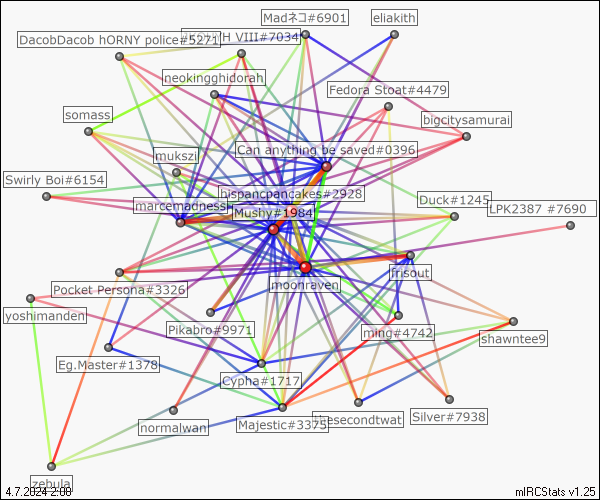 Madネコ#6901
eliakith
DacobDacob hORNY police#5271
VIII#7034
neokingghidorah
Fedora Stoat#4479
somass
bigcitysamurai
Can anything be saved#0396
mukszi
Swirly Boi#6154
hispancpancakes#2928
Duck#1245
LPK2387 #7690
marcemadness
Mushy#1984
frisout
moonraven
Pocket Persona#3326
yoshimanden
Pikabro#9971
ming#4742
shawntee9
Eg.Master#1378
Cypha#1717
Silver#7938
Majestic#3375
normalwan
zebula
4.7.2024 2:00
mIRCStats v1.25